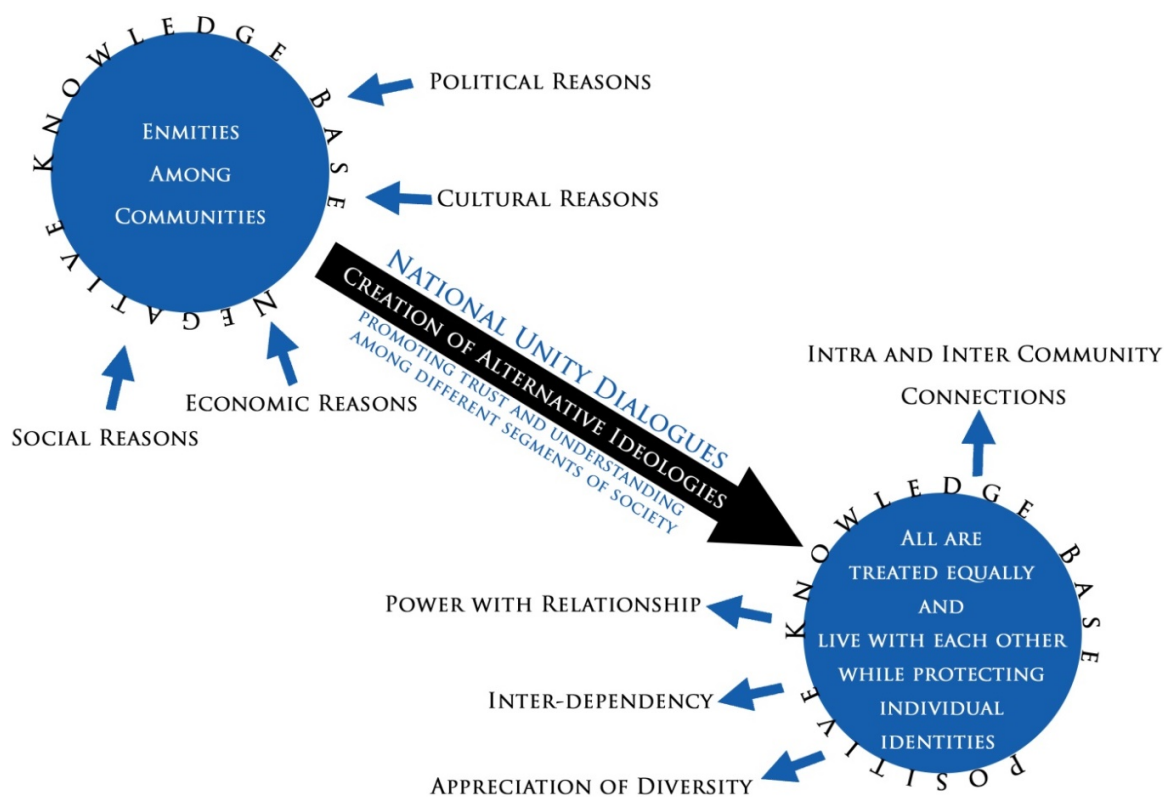 NEGATIVE KNOWLEDGE BASE
ENMITIES
AMONG
COMMUNITIES
POLITICAL REASONS
CULTURAL REASONS
ECONOMIC REASONS
SOCIAL REASONS
NATIONAL UNITY DIALOGUES
CREATION OF ALTERNATIVE IDEOLOGIES
PROMOTING TRUST AND UNDERSTANDING
AMONG DIFFERENT SEGMENTS OF SOCIETY
INTRA AND INTER COMMUNITY
CONNECTIONS
POSITIVE KNOWLEDGE BASE
ALL ARE
TREATED EQUALLY
AND
LIVE WITH EACH OTHER
WHILE PROTECTING
INDIVIDUAL
IDENTITIES
POWER WITH RELATIONSHIP
INTER-DEPENDENCY
APPRECIATION OF DIVERSITY